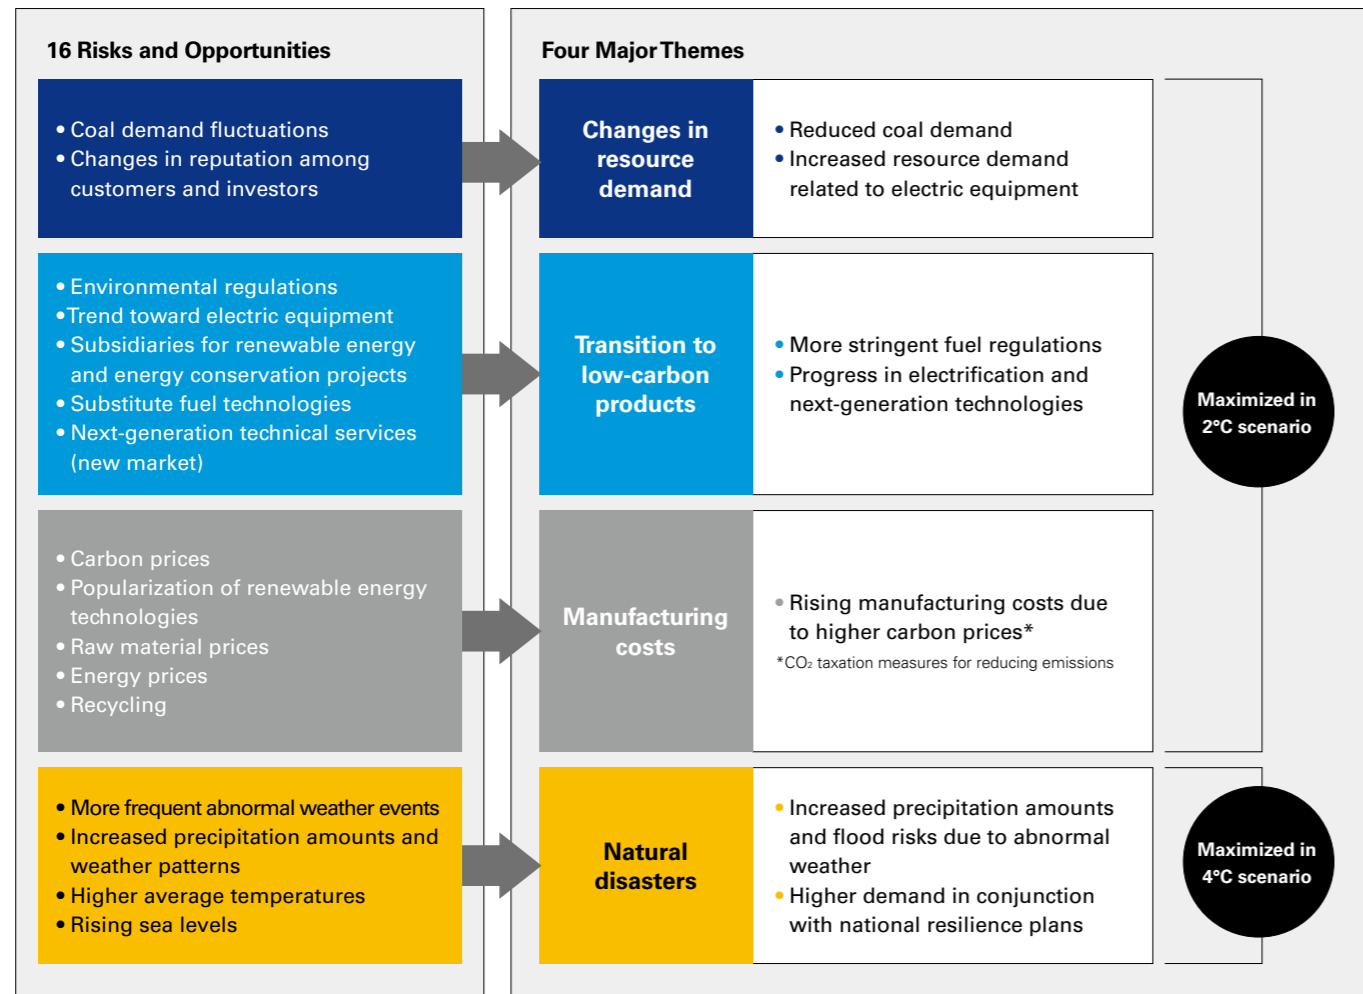 16 Risks and Opportunities
• Coal demand fluctuations
• Changes in reputation among
customers and investors
• Environmental regulations
•Trend toward electric equipment
• Subsidiaries for renewable energy
and energy conservation projects
• Substitute fuel technologies
• Next-generation technical services
(new market)
• Carbon prices
• Popularization of renewable energy
technologies
• Raw material prices
• Energy prices
• Recycling
• More frequent abnormal weather events
• Increased precipitation amounts and
weather patterns
• Higher average temperatures
• Rising sea levels
Four Major Themes
Changes in
resource
demand
• Reduced coal demand
• Increased resource demand
related to electric equipment
Transition to
low-carbon
products
• More stringent fuel regulations
• Progress in electrification and
next-generation technologies
Manufacturing
costs
• Rising manufacturing costs due
to higher carbon prices*
*CO₂ taxation measures for reducing emissions
Maximized in
2°C scenario
Natural
disasters
• Increased precipitation amounts
and flood risks due to abnormal
weather
• Higher demand in conjunction
with national resilience plans
Maximized in
4°C scenario